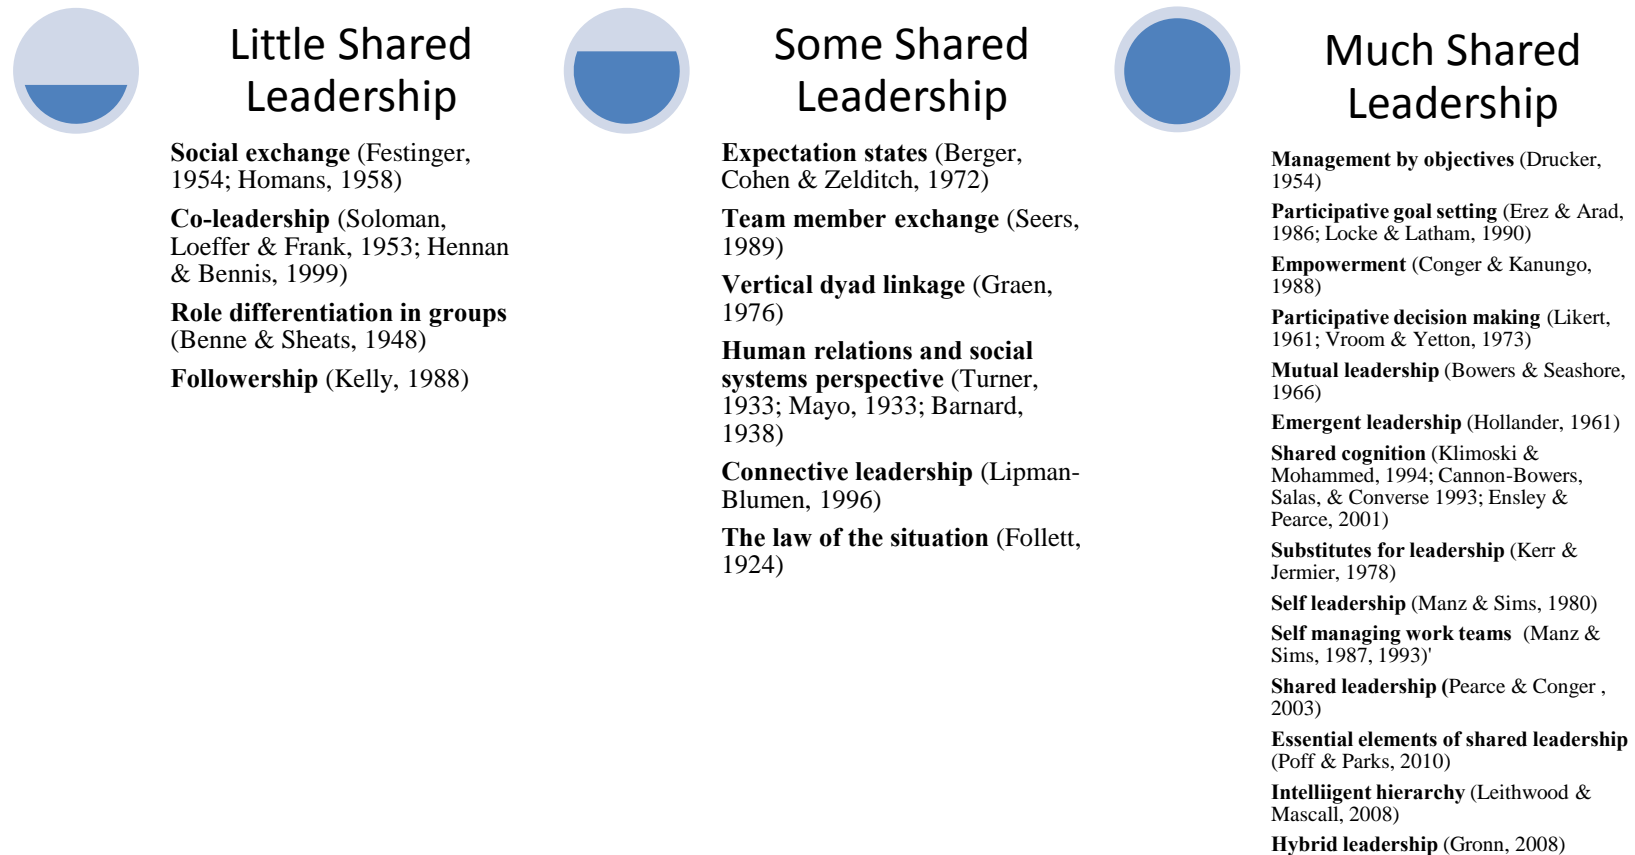 Little Shared
Leadership
Social exchange (Festinger,
1954; Homans, 1958)
Co-leadership (Soloman,
Loeffer & Frank, 1953; Hennan
& Bennis, 1999)
Role differentiation in groups
(Benne & Sheats, 1948)
Followership (Kelly, 1988)
Some Shared
Leadership
Expectation states (Berger,
Cohen & Zelditch, 1972)
Team member exchange (Seers,
1989)
Vertical dyad linkage (Graen,
1976)
Human relations and social
systems perspective (Turner,
1933; Mayo, 1933; Barnard,
1938)
Connective leadership (Lipman-
Blumen, 1996)
The law of the situation (Follett,
1924)
Much Shared
Leadership
Management by objectives (Drucker,
1954)
Participative goal setting (Erez & Arad,
1986; Locke & Latham, 1990)
Empowerment (Conger & Kanungo,
1988)
Participative decision making (Likert,
1961; Vroom & Yetton, 1973)
Mutual leadership (Bowers & Seashore,
1966)
Emergent leadership (Hollander, 1961)
Shared cognition (Klimoski &
Mohammed, 1994; Cannon-Bowers,
Salas, & Converse 1993; Ensley &
Pearce, 2001)
Substitutes for leadership (Kerr &
Jermier, 1978)
Self leadership (Manz & Sims, 1980)
Self managing work teams  (Manz &
Sims, 1987, 1993)'
Shared leadership (Pearce & Conger ,
2003)
Essential elements of shared leadership
(Poff & Parks, 2010)
Intelliigent hierarchy (Leithwood &
Mascall, 2008)
Hybrid leadership (Gronn, 2008)